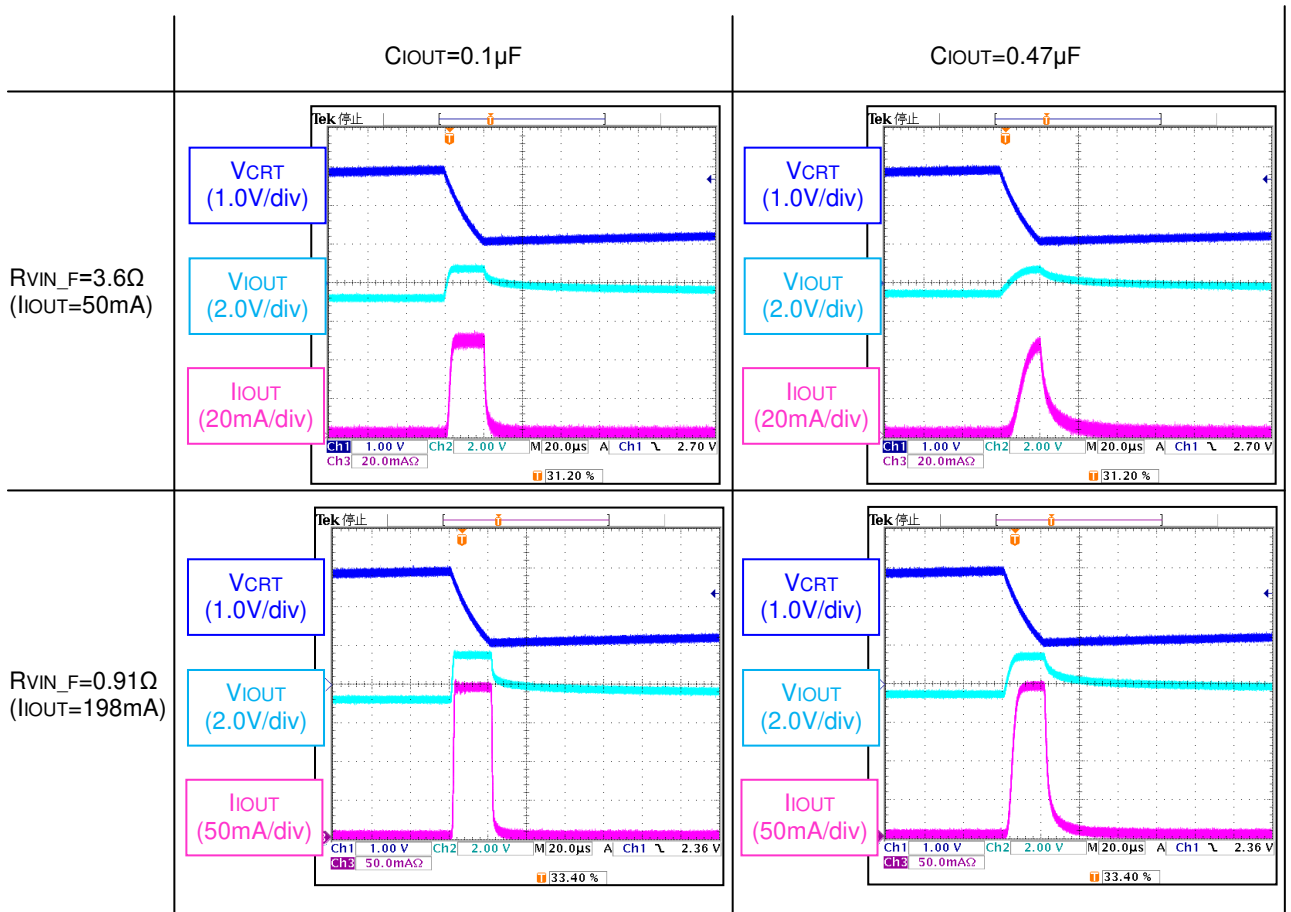 CIOUT=0.1µF
CIOUT=0.47µF
RVIN_F=3.6Ω
(IIOUT=50mA)
Tek 停止
T
T
VCRT
(1.0V/div)
VIOUT
(2.0V/div)
IIOUT
(20mA/div)
Ch1 1.00 V Ch2 2.00 V M 20.0µs A Ch1 2.70 V
Ch3 20.0mAΩ
T 31.20 %
Tek 停止
T
T
VCRT
(1.0V/div)
VIOUT
(2.0V/div)
IIOUT
(20mA/div)
Ch1 1.00 V Ch2 2.00 V M 20.0µs A Ch1 2.70 V
Ch3 20.0mAΩ
T 31.20 %
RVIN_F=0.91Ω
(IIOUT=198mA)
Tek 停止
T
T
VCRT
(1.0V/div)
VIOUT
(2.0V/div)
IIOUT
(50mA/div)
Ch1 1.00 V Ch2 2.00 V M 20.0µs A Ch1 2.36 V
Ch3 50.0mAΩ
T 33.40 %
Tek 停止
T
T
VCRT
(1.0V/div)
VIOUT
(2.0V/div)
IIOUT
(50mA/div)
Ch1 1.00 V Ch2 2.00 V M 20.0µs A Ch1 2.36 V
Ch3 50.0mAΩ
T 33.40 %